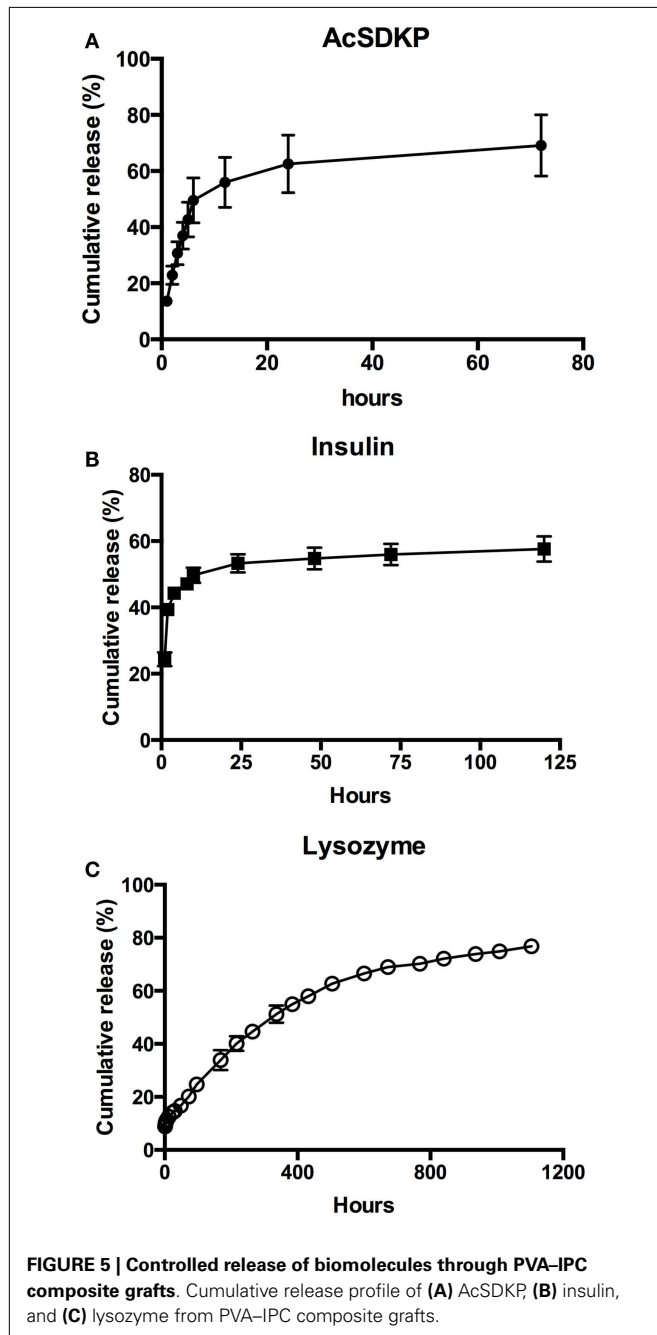 A
AcSDKP
Cumulative release (%)
100
80
60
40
20
0
0 20 40 60 80
hours
B
Insulin
Cumulative release (%)
80
60
40
20
0
0 25 50 75 100 125
Hours
C
Lysozyme
Cumulative release (%)
100
80
60
40
20
0
0 400 800 1200
Hours
FIGURE 5 | Controlled release of biomolecules through PVA–IPC
composite grafts. Cumulative release profile of (A) AcSDKP, (B) insulin,
and (C) lysozyme from PVA–IPC composite grafts.